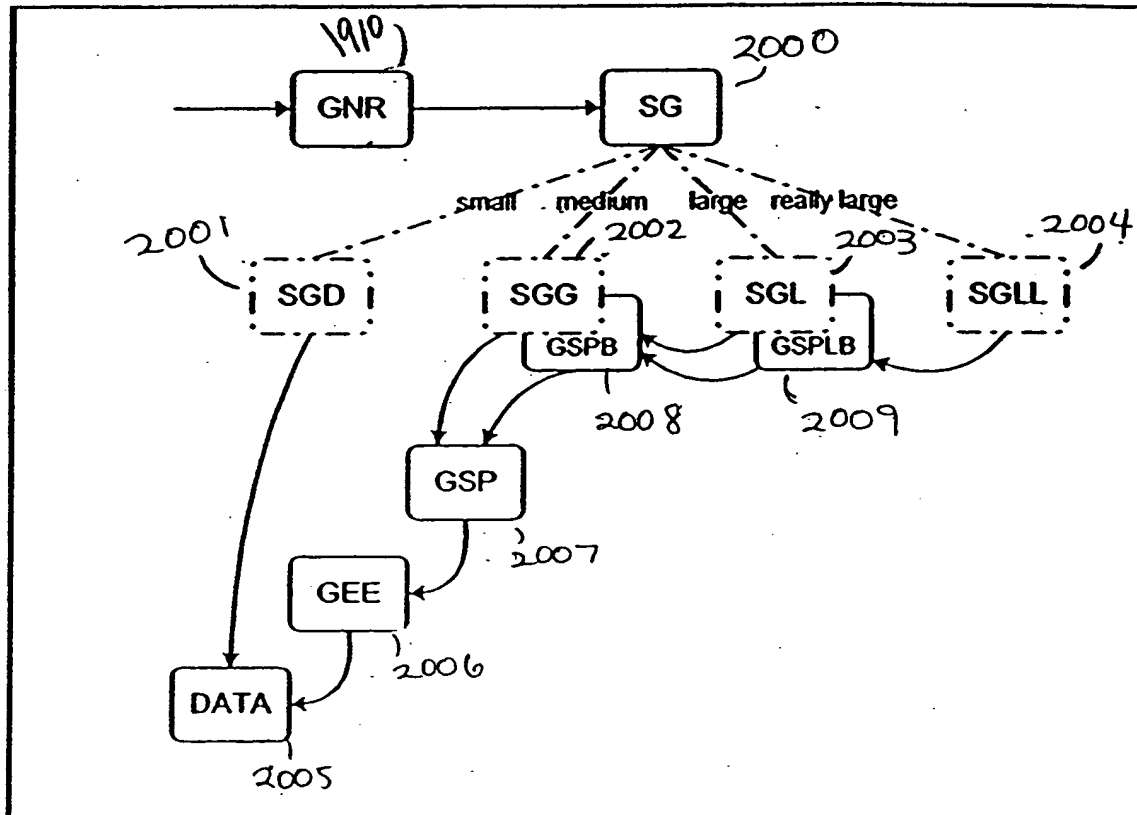 1910
2000
GNR
SG
small medium large really large
2001
2002
2003
2004
SGD
SGG
SGL
SGLL
GSPB
GSPLB
2008
2009
GSP
2007
GEE
2006
DATA
2005